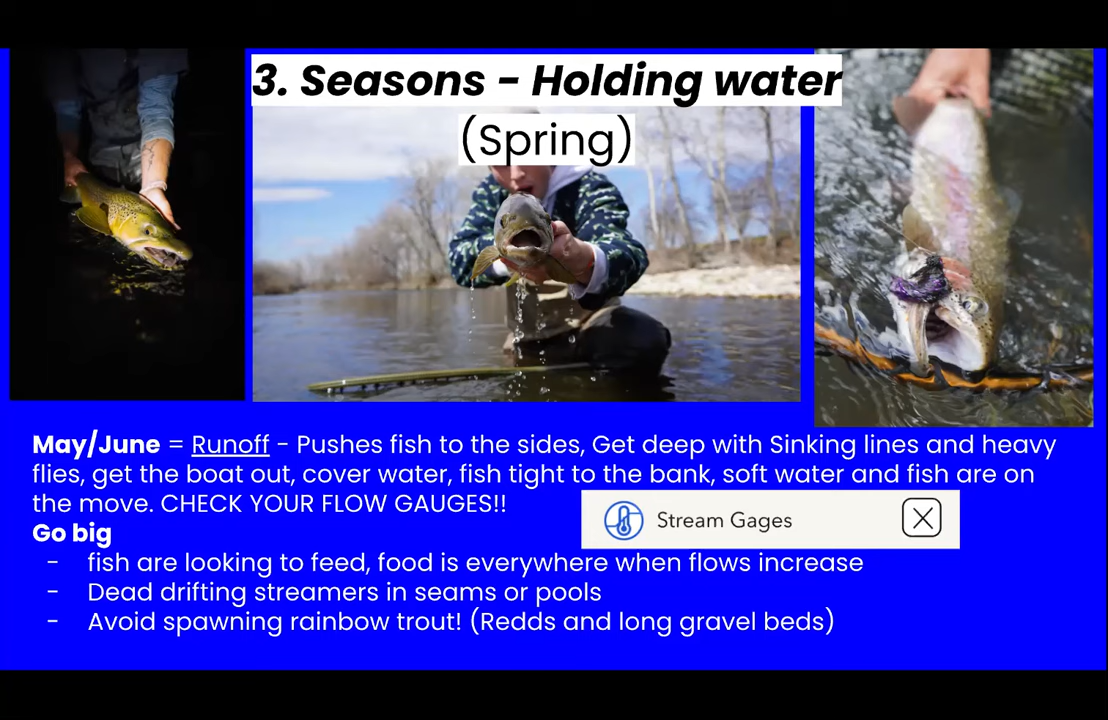 3. Seasons - Holding water
(Spring)
May/June = Runoff - Pushes fish to the sides, Get deep with Sinking lines and heavy
flies, get the boat out, cover water, fish tight to the bank, soft water and fish are on
the move. CHECK YOUR FLOW GAUGES!!
Stream Gages
Go big
- fish are looking to feed, food is everywhere when flows increase
- Dead drifting streamers in seams or pools
- Avoid spawning rainbow trout! (Redds and long gravel beds)